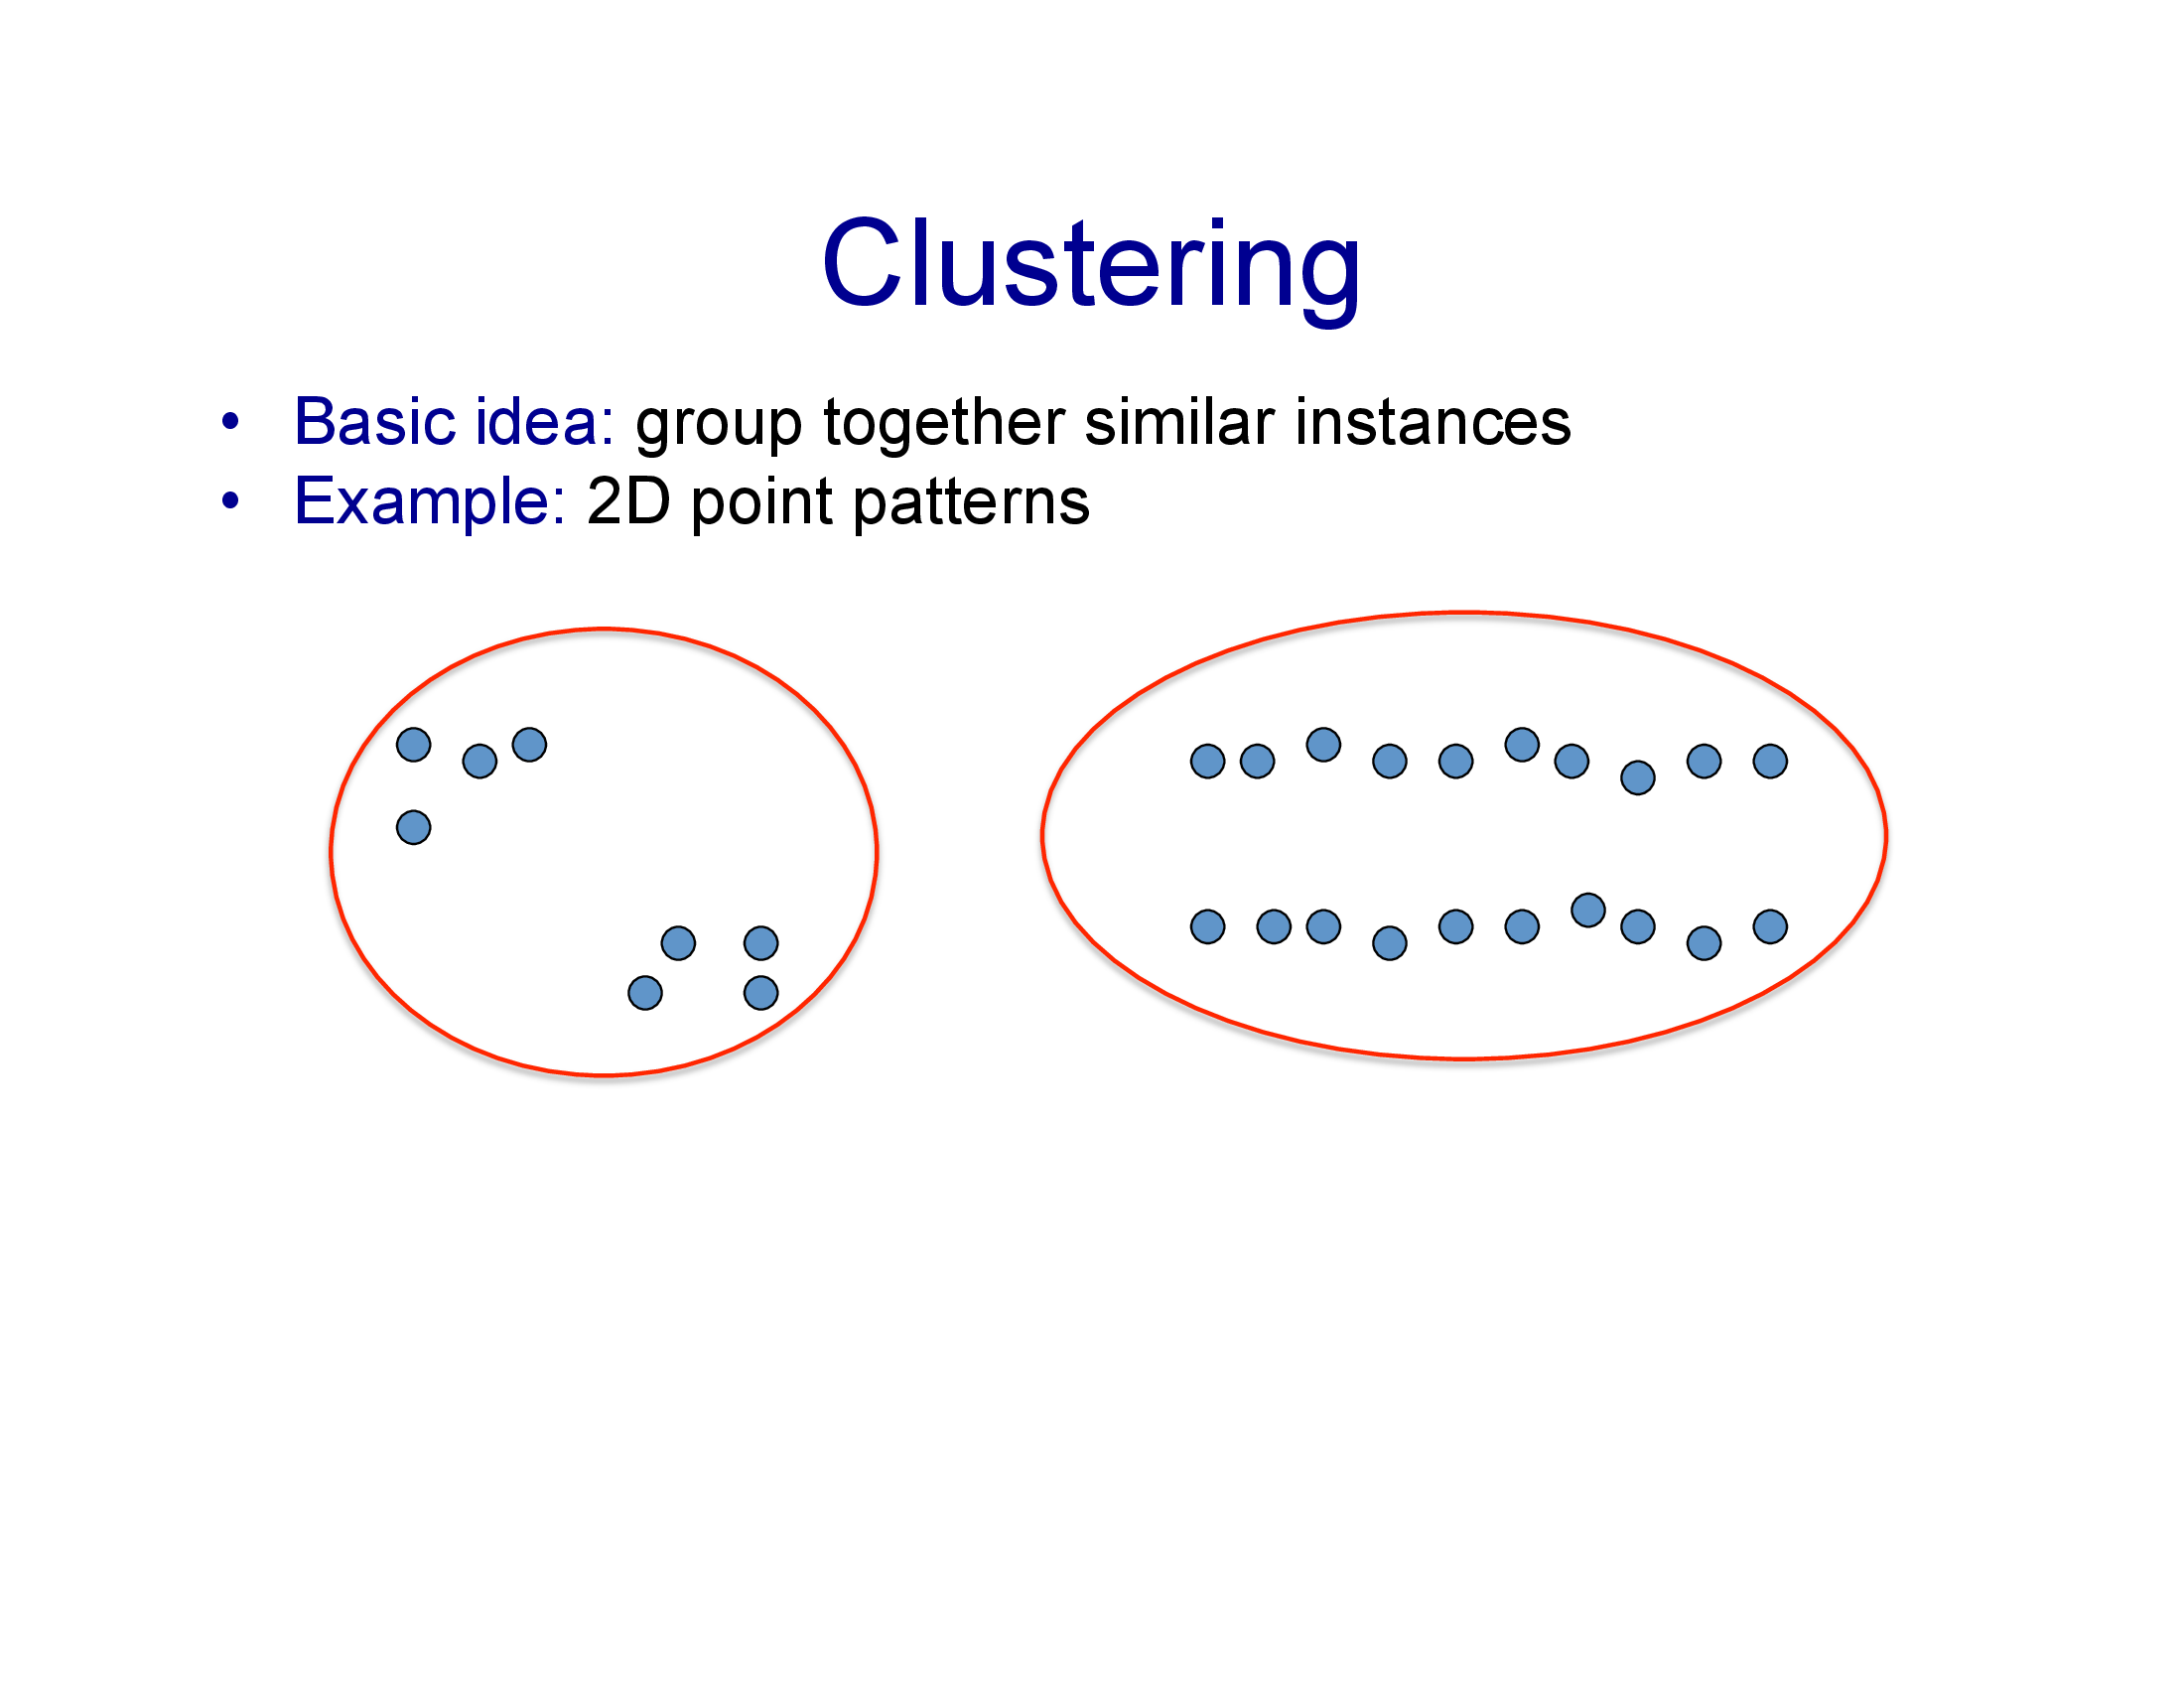 Clustering
• Basic idea: group together similar instances
• Example: 2D point patterns